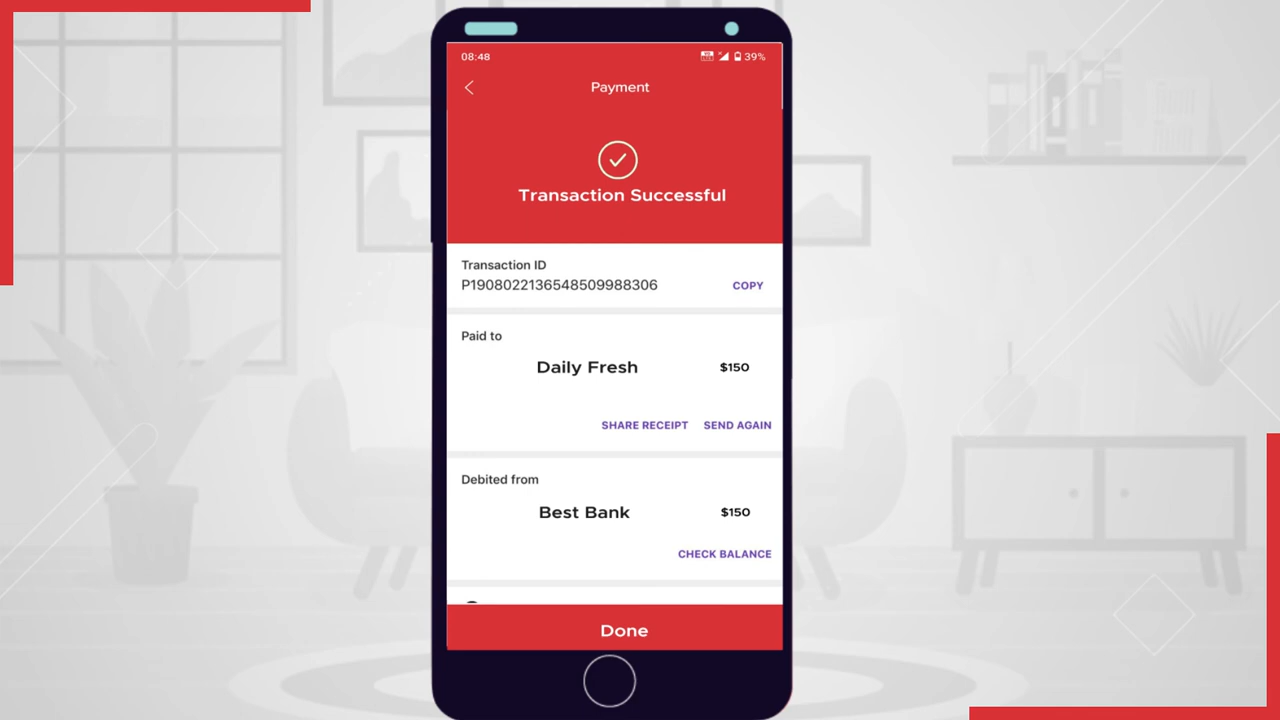 08:48 39%
Payment
Transaction Successful
Transaction ID
P1908022136548509988306 COPY
Paid to
Daily Fresh $150
SHARE RECEIPT SEND AGAIN
Debited from
Best Bank $150
CHECK BALANCE
Done